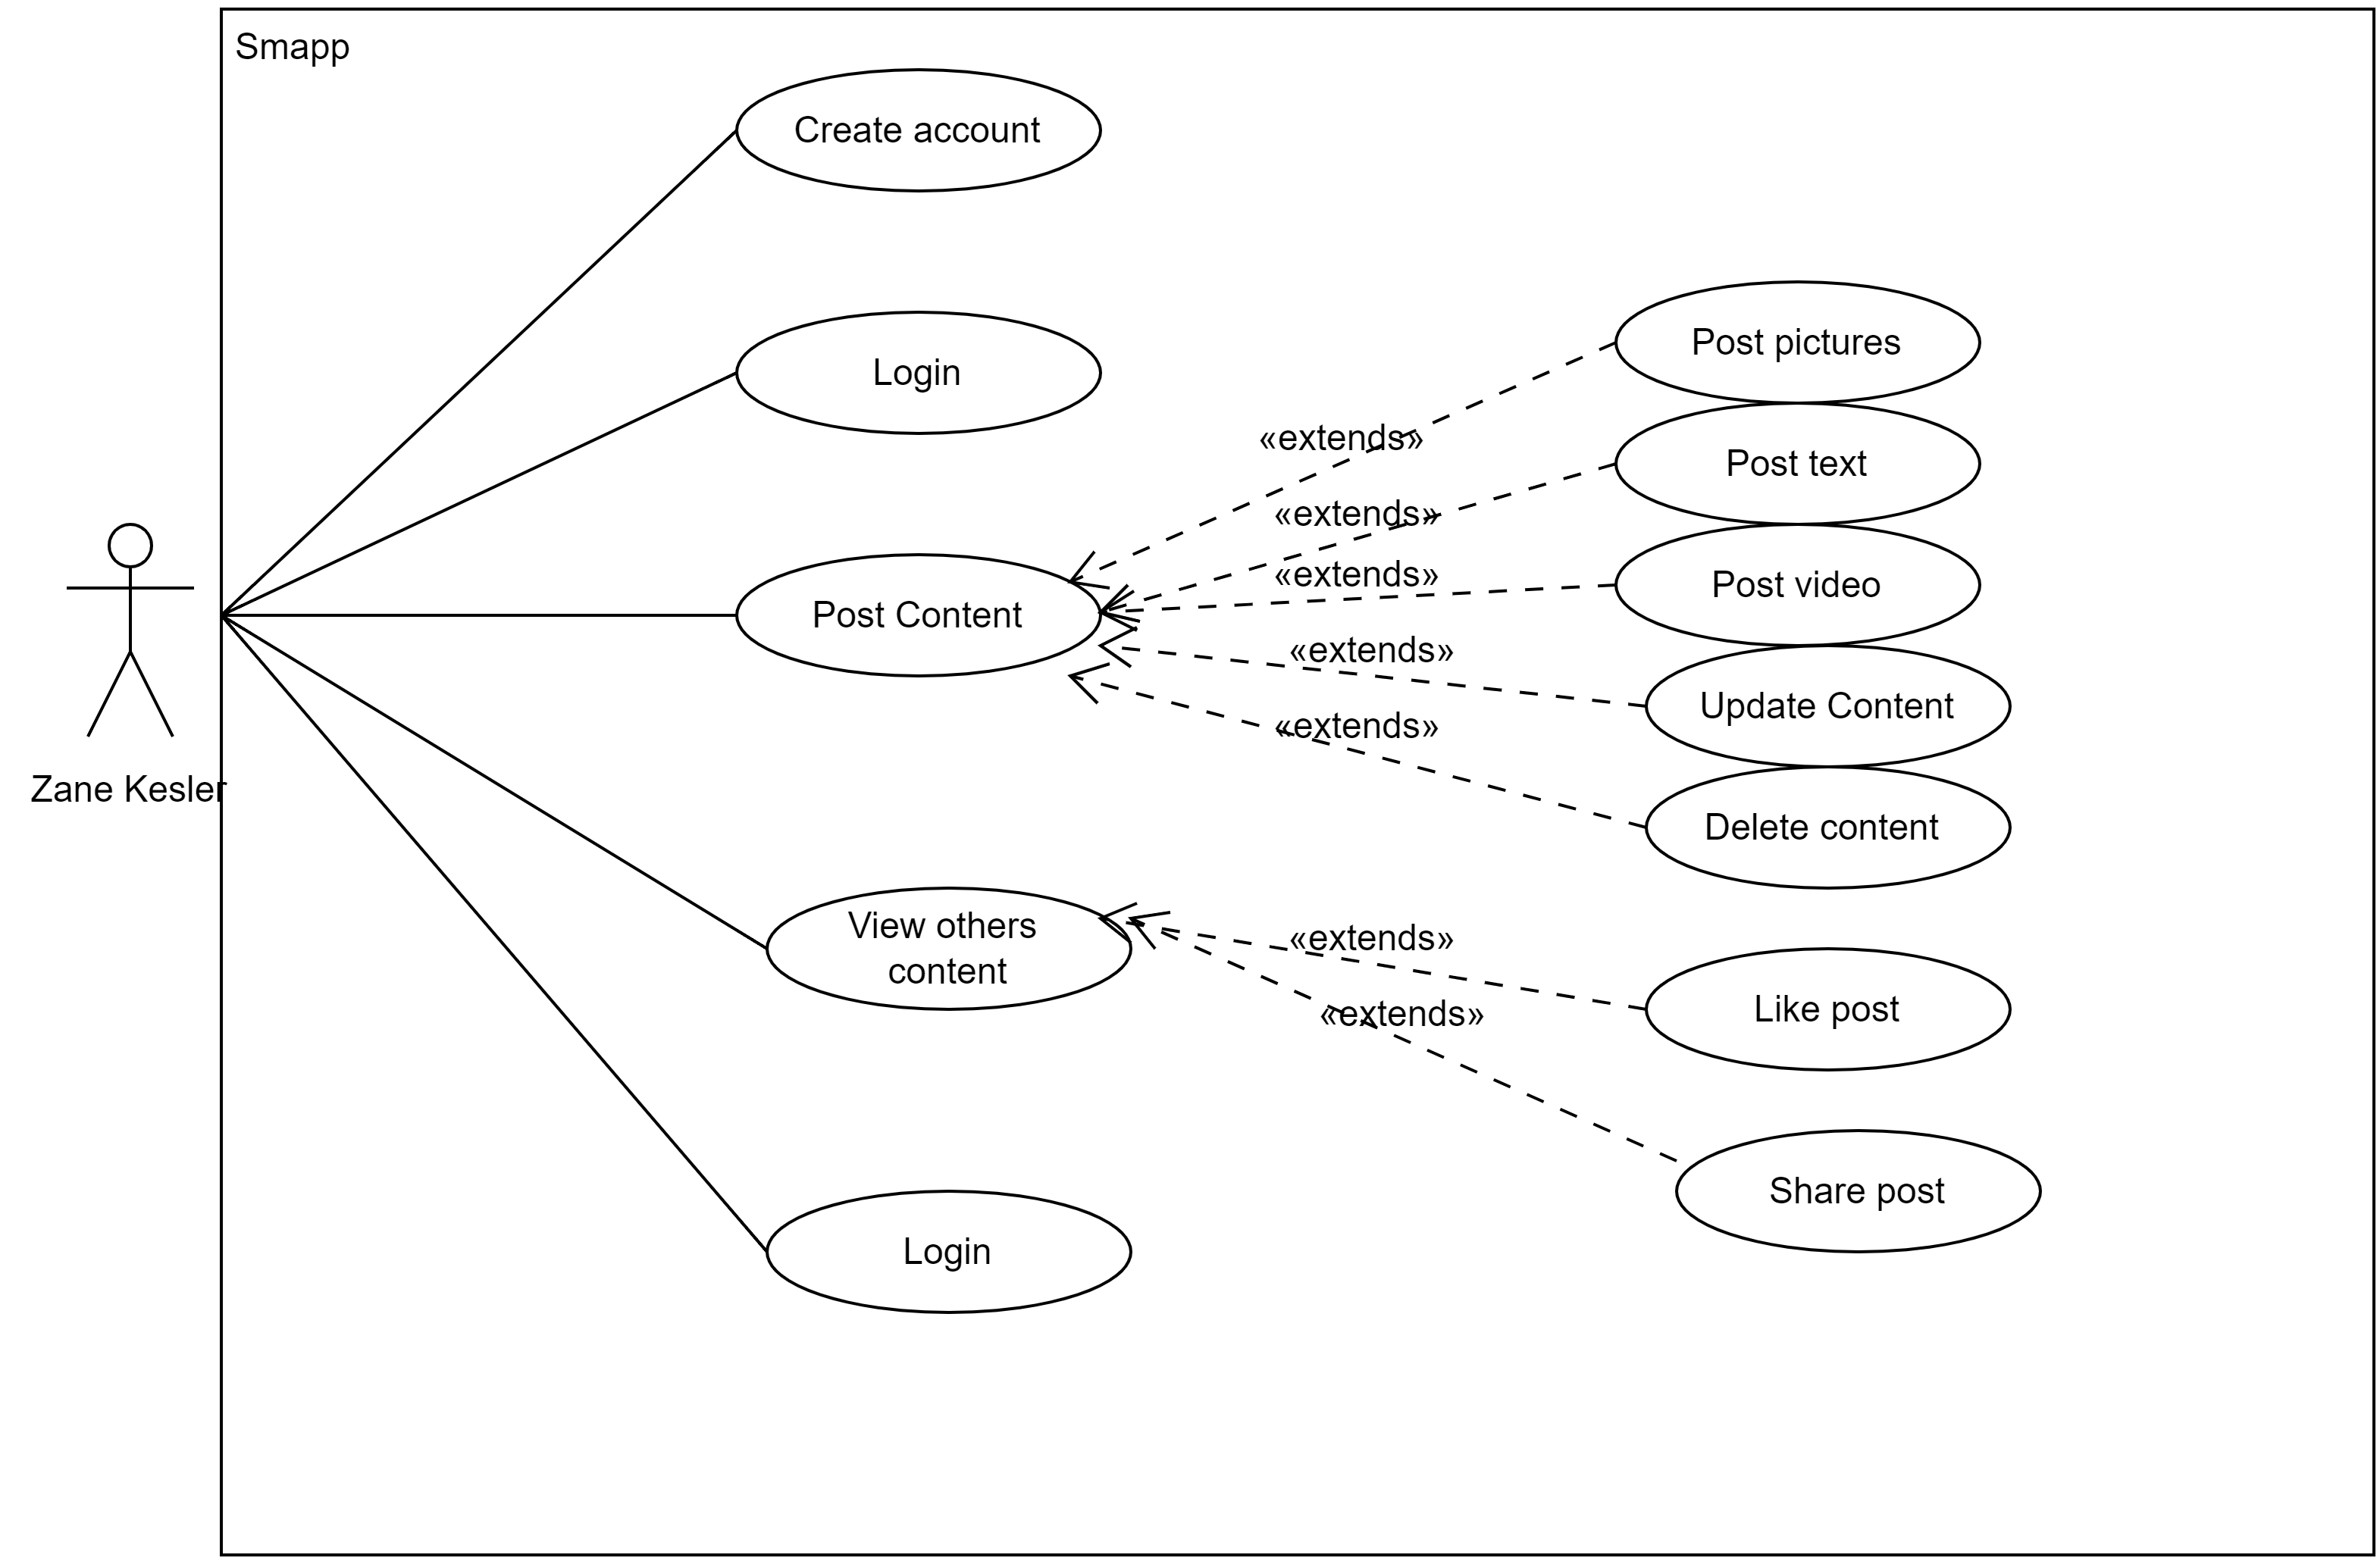 Smapp
Create account
Login
Post pictures
«extends»
Post text
«extends»
Post video
«extends»
Post Content
«extends»
Update Content
«extends»
Zane Kesler
Delete content
View others
content
«extends»
Like post
«extends»
Share post
Login